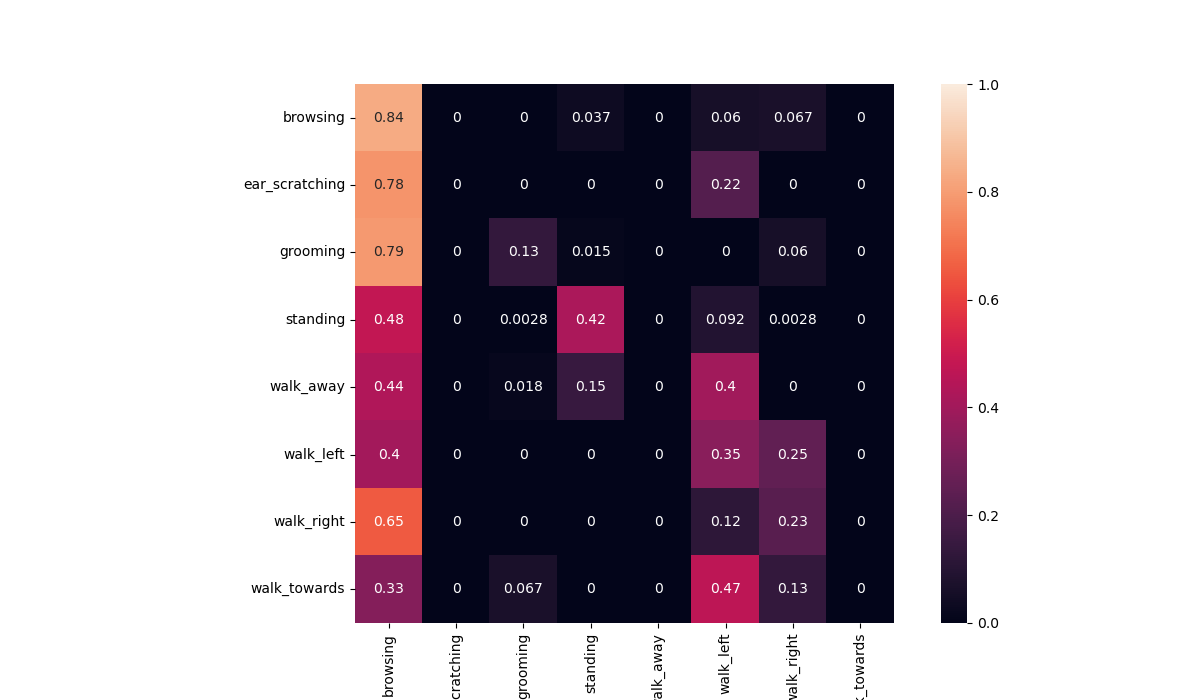 browsing 0.84 0 0 0.037 0 0.06 0.067 0
ear_scratching 0.78 0 0 0 0 0.22 0 0
grooming 0.79 0 0.13 0.015 0 0 0.06 0
standing 0.48 0 0.0028 0.42 0 0.092 0.0028 0
walk_away 0.44 0 0.018 0.15 0 0.4 0 0
walk_left 0.4 0 0 0 0 0.35 0.25 0
walk_right 0.65 0 0 0 0 0.12 0.23 0
walk_towards 0.33 0 0.067 0 0 0.47 0.13 0
browsing
cratching
grooming
standing
alk_away
walk_left
walk_right
k_towards
1.0
0.8
0.6
0.4
0.2
0.0